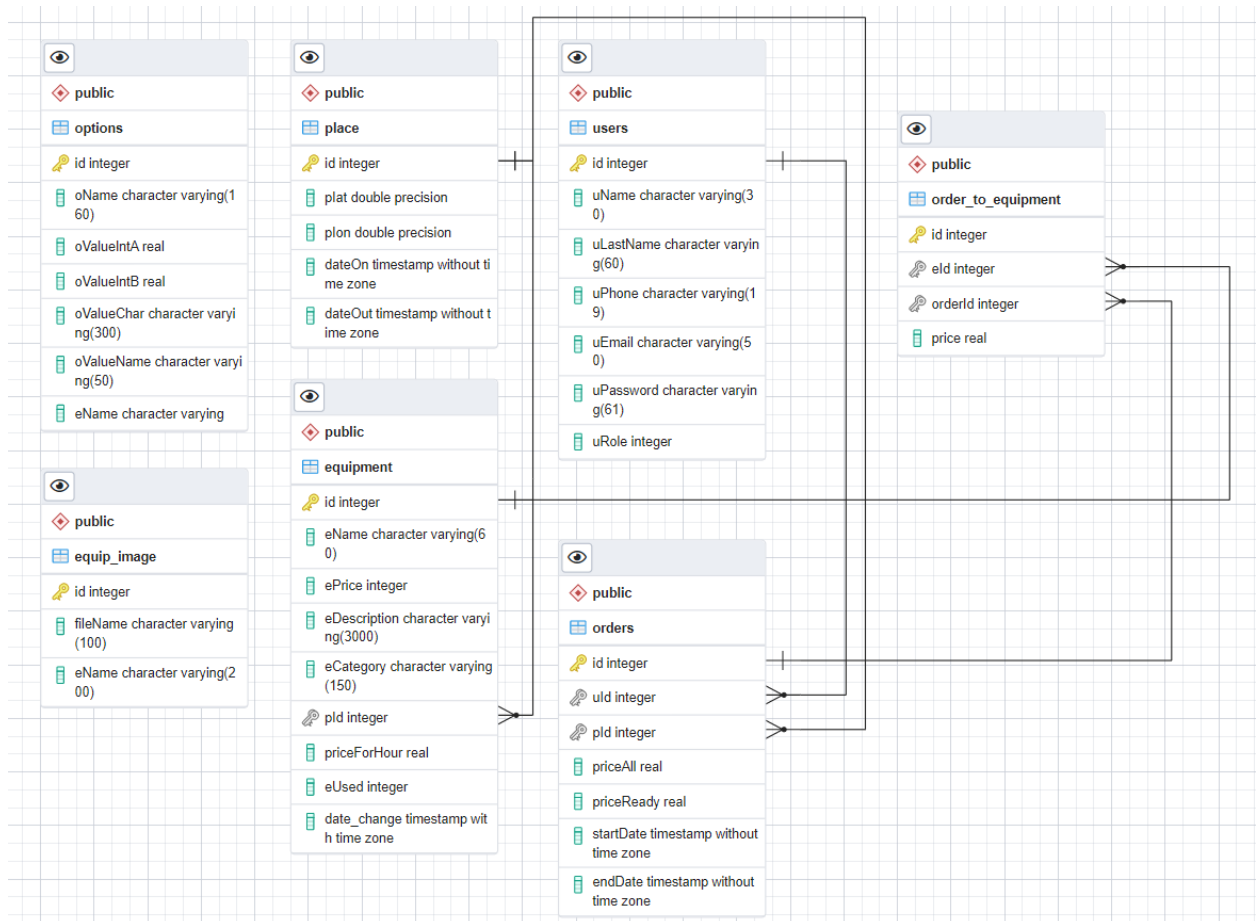 public
options
id integer
oName character varying(1
60)
oValueIntA real
oValueIntB real
oValueChar character varyi
ng(300)
oValueName character varyi
ng(50)
eName character varying
public
equip_image
id integer
fileName character varying
(100)
eName character varying(2
00)
public
place
id integer
plat double precision
plon double precision
dateOn timestamp without ti
me zone
dateOut timestamp without t
ime zone
public
equipment
id integer
eName character varying(6
0)
ePrice integer
eDescription character varyi
ng(3000)
eCategory character varying
(150)
pId integer
priceForHour real
eUsed integer
date_change timestamp wit
h time zone
public
users
id integer
uName character varying(3
0)
uLastName character varyin
g(60)
uPhone character varying(1
9)
uEmail character varying(5
0)
uPassword character varyin
g(61)
uRole integer
public
orders
id integer
uId integer
pId integer
priceAll real
priceReady real
startDate timestamp without
time zone
endDate timestamp without
time zone
public
order_to_equipment
id integer
eId integer
orderId integer
price real